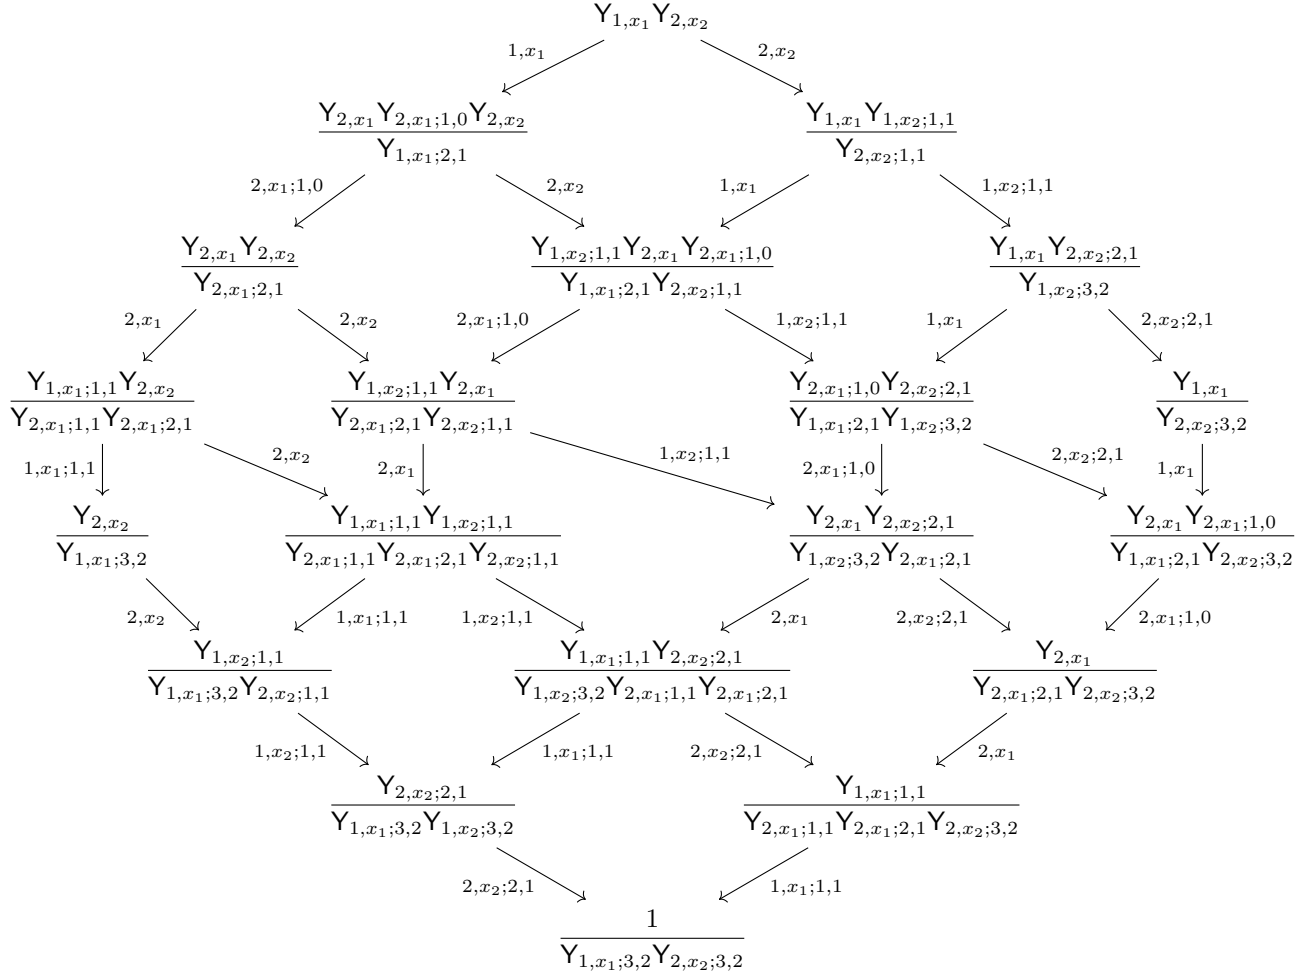 Y_{1,x_1} Y_{2,x_2}
1,x_1 2,x_2
\frac{Y_{2,x_1} Y_{2,x_1;1,0} Y_{2,x_2}}{Y_{1,x_1;2,1}} \frac{Y_{1,x_1} Y_{1,x_2;1,1}}{Y_{2,x_2;1,1}}
2,x_1;1,0 2,x_2 1,x_1 1,x_2;1,1
\frac{Y_{2,x_1} Y_{2,x_2}}{Y_{2,x_1;2,1}} \frac{Y_{1,x_2;1,1} Y_{2,x_1} Y_{2,x_1;1,0}}{Y_{1,x_1;2,1} Y_{2,x_2;1,1}} \frac{Y_{1,x_1} Y_{2,x_2;2,1}}{Y_{1,x_2;3,2}}
2,x_1 2,x_2 2,x_1;1,0 1,x_2;1,1 1,x_1 2,x_2;2,1
\frac{Y_{1,x_1;1,1} Y_{2,x_2}}{Y_{2,x_1;1,1} Y_{2,x_1;2,1}} \frac{Y_{1,x_2;1,1} Y_{2,x_1}}{Y_{2,x_1;2,1} Y_{2,x_2;1,1}} \frac{Y_{2,x_1;1,0} Y_{2,x_2;2,1}}{Y_{1,x_1;2,1} Y_{1,x_2;3,2}} \frac{Y_{1,x_1}}{Y_{2,x_2;3,2}}
1,x_1;1,1 2,x_2 2,x_1 1,x_2;1,1 2,x_1;1,0 2,x_2;2,1 1,x_1
\frac{Y_{2,x_2}}{Y_{1,x_1;3,2}} \frac{Y_{1,x_1;1,1} Y_{1,x_2;1,1}}{Y_{2,x_1;1,1} Y_{2,x_1;2,1} Y_{2,x_2;1,1}} \frac{Y_{2,x_1} Y_{2,x_2;2,1}}{Y_{1,x_2;3,2} Y_{2,x_1;2,1}} \frac{Y_{2,x_1} Y_{2,x_1;1,0}}{Y_{1,x_1;2,1} Y_{2,x_2;3,2}}
2,x_2 1,x_1;1,1 1,x_2;1,1 2,x_1 2,x_2;2,1 2,x_1;1,0
\frac{Y_{1,x_2;1,1}}{Y_{1,x_1;3,2} Y_{2,x_2;1,1}} \frac{Y_{1,x_1;1,1} Y_{2,x_2;2,1}}{Y_{1,x_2;3,2} Y_{2,x_1;1,1} Y_{2,x_1;2,1}} \frac{Y_{2,x_1}}{Y_{2,x_1;2,1} Y_{2,x_2;3,2}}
1,x_2;1,1 1,x_1;1,1 2,x_2;2,1 2,x_1
\frac{Y_{2,x_2;2,1}}{Y_{1,x_1;3,2} Y_{1,x_2;3,2}} \frac{Y_{1,x_1;1,1}}{Y_{2,x_1;1,1} Y_{2,x_1;2,1} Y_{2,x_2;3,2}}
2,x_2;2,1 1,x_1;1,1
\frac{1}{Y_{1,x_1;3,2} Y_{2,x_2;3,2}}